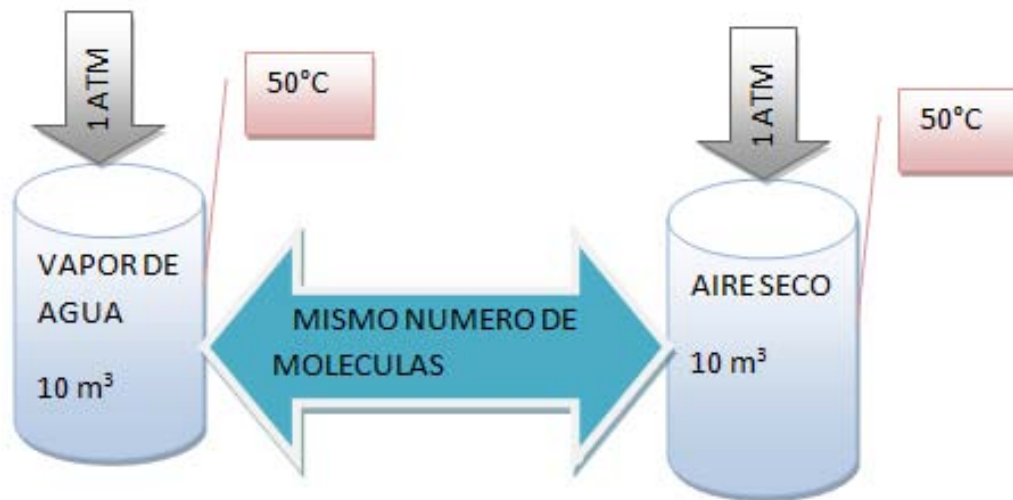 1 ATM
50°C
VAPOR DE
AGUA
10 m³
MISMO NUMERO DE
MOLECULAS
1 ATM
50°C
AIRE SECO
10 m³